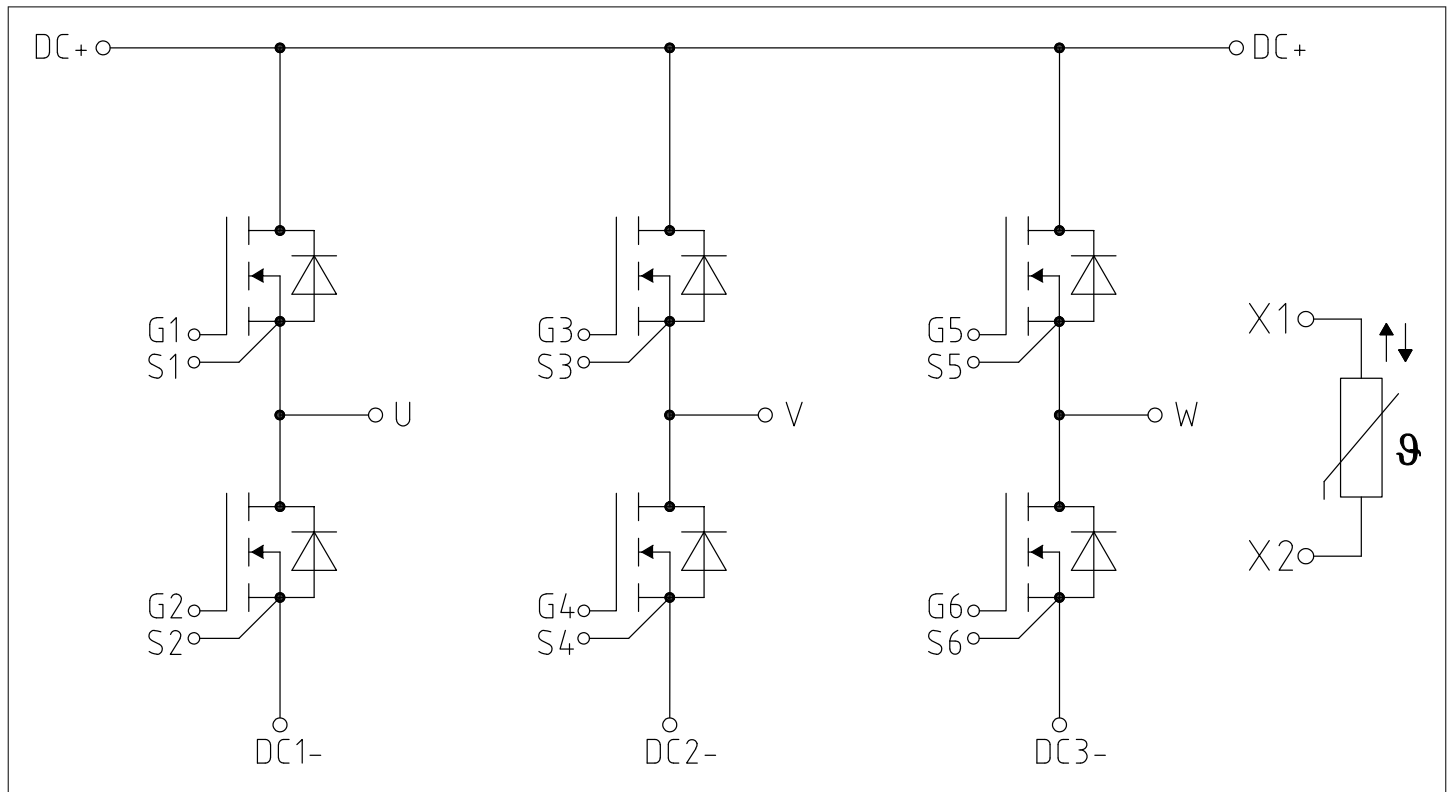 DC+ DC+
G1 G3 G5 X1
S1 S3 S5
U V W ϑ
X2
G2 G4 G6
S2 S4 S6
DC1- DC2- DC3-